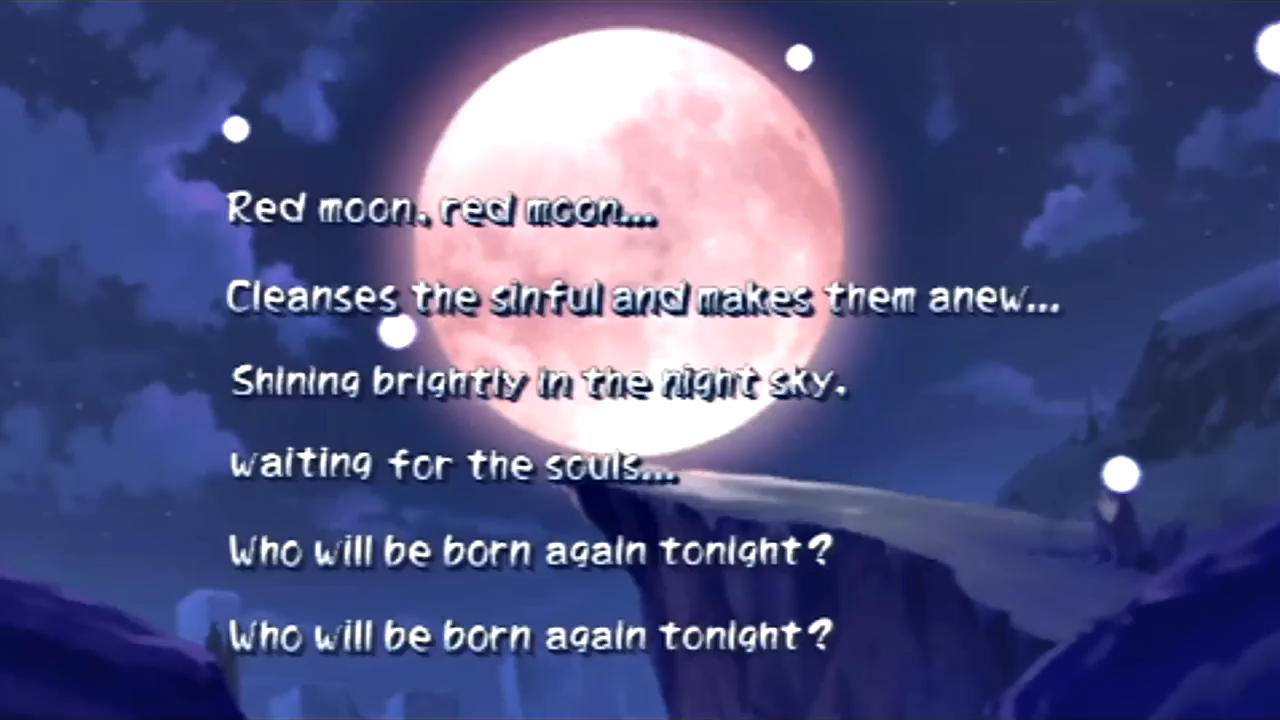 Red moon, red moon...
Cleanses the sinful and makes them anew...
Shining brightly in the night sky.
waiting for the souls....
Who will be born again tonight?
Who will be born again tonight?